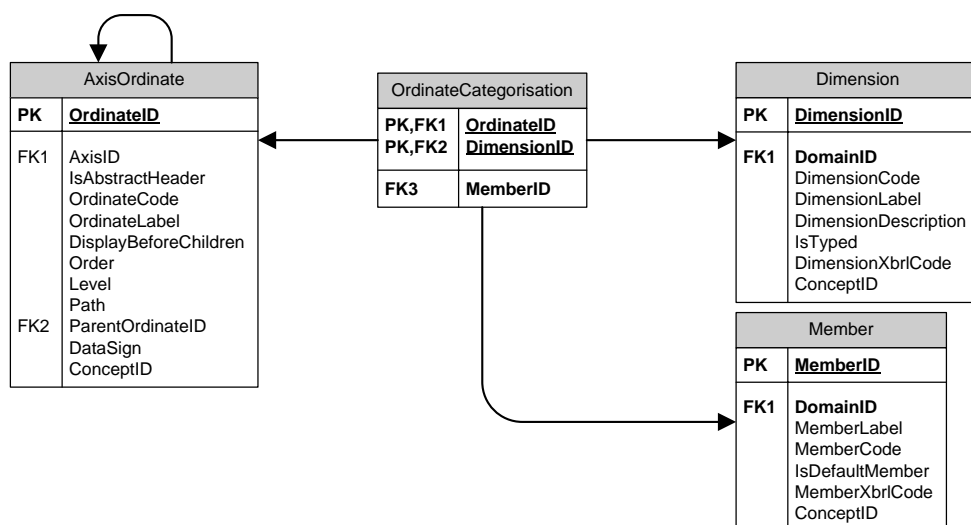 AxisOrdinate
PK OrdinateID
FK1 AxisID
IsAbstractHeader
OrdinateCode
OrdinateLabel
DisplayBeforeChildren
Order
Level
Path
FK2 ParentOrdinateID
DataSign
ConceptID
OrdinateCategorisation
PK,FK1 OrdinateID
PK,FK2 DimensionID
FK3 MemberID
Dimension
PK DimensionID
FK1 DomainID
DimensionCode
DimensionLabel
DimensionDescription
IsTyped
DimensionXbrlCode
ConceptID
Member
PK MemberID
FK1 DomainID
MemberLabel
MemberCode
IsDefaultMember
MemberXbrlCode
ConceptID